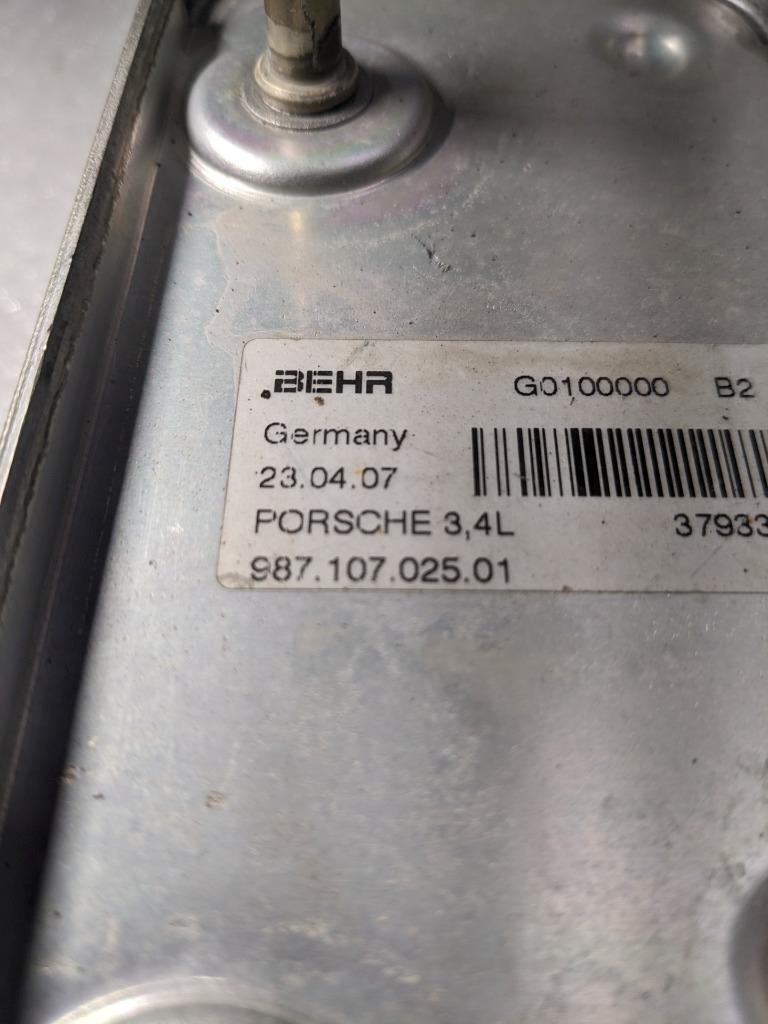 BEHR G0100000 B2
Germany
23.04.07
PORSCHE 3,4L 37933
987.107.025.01